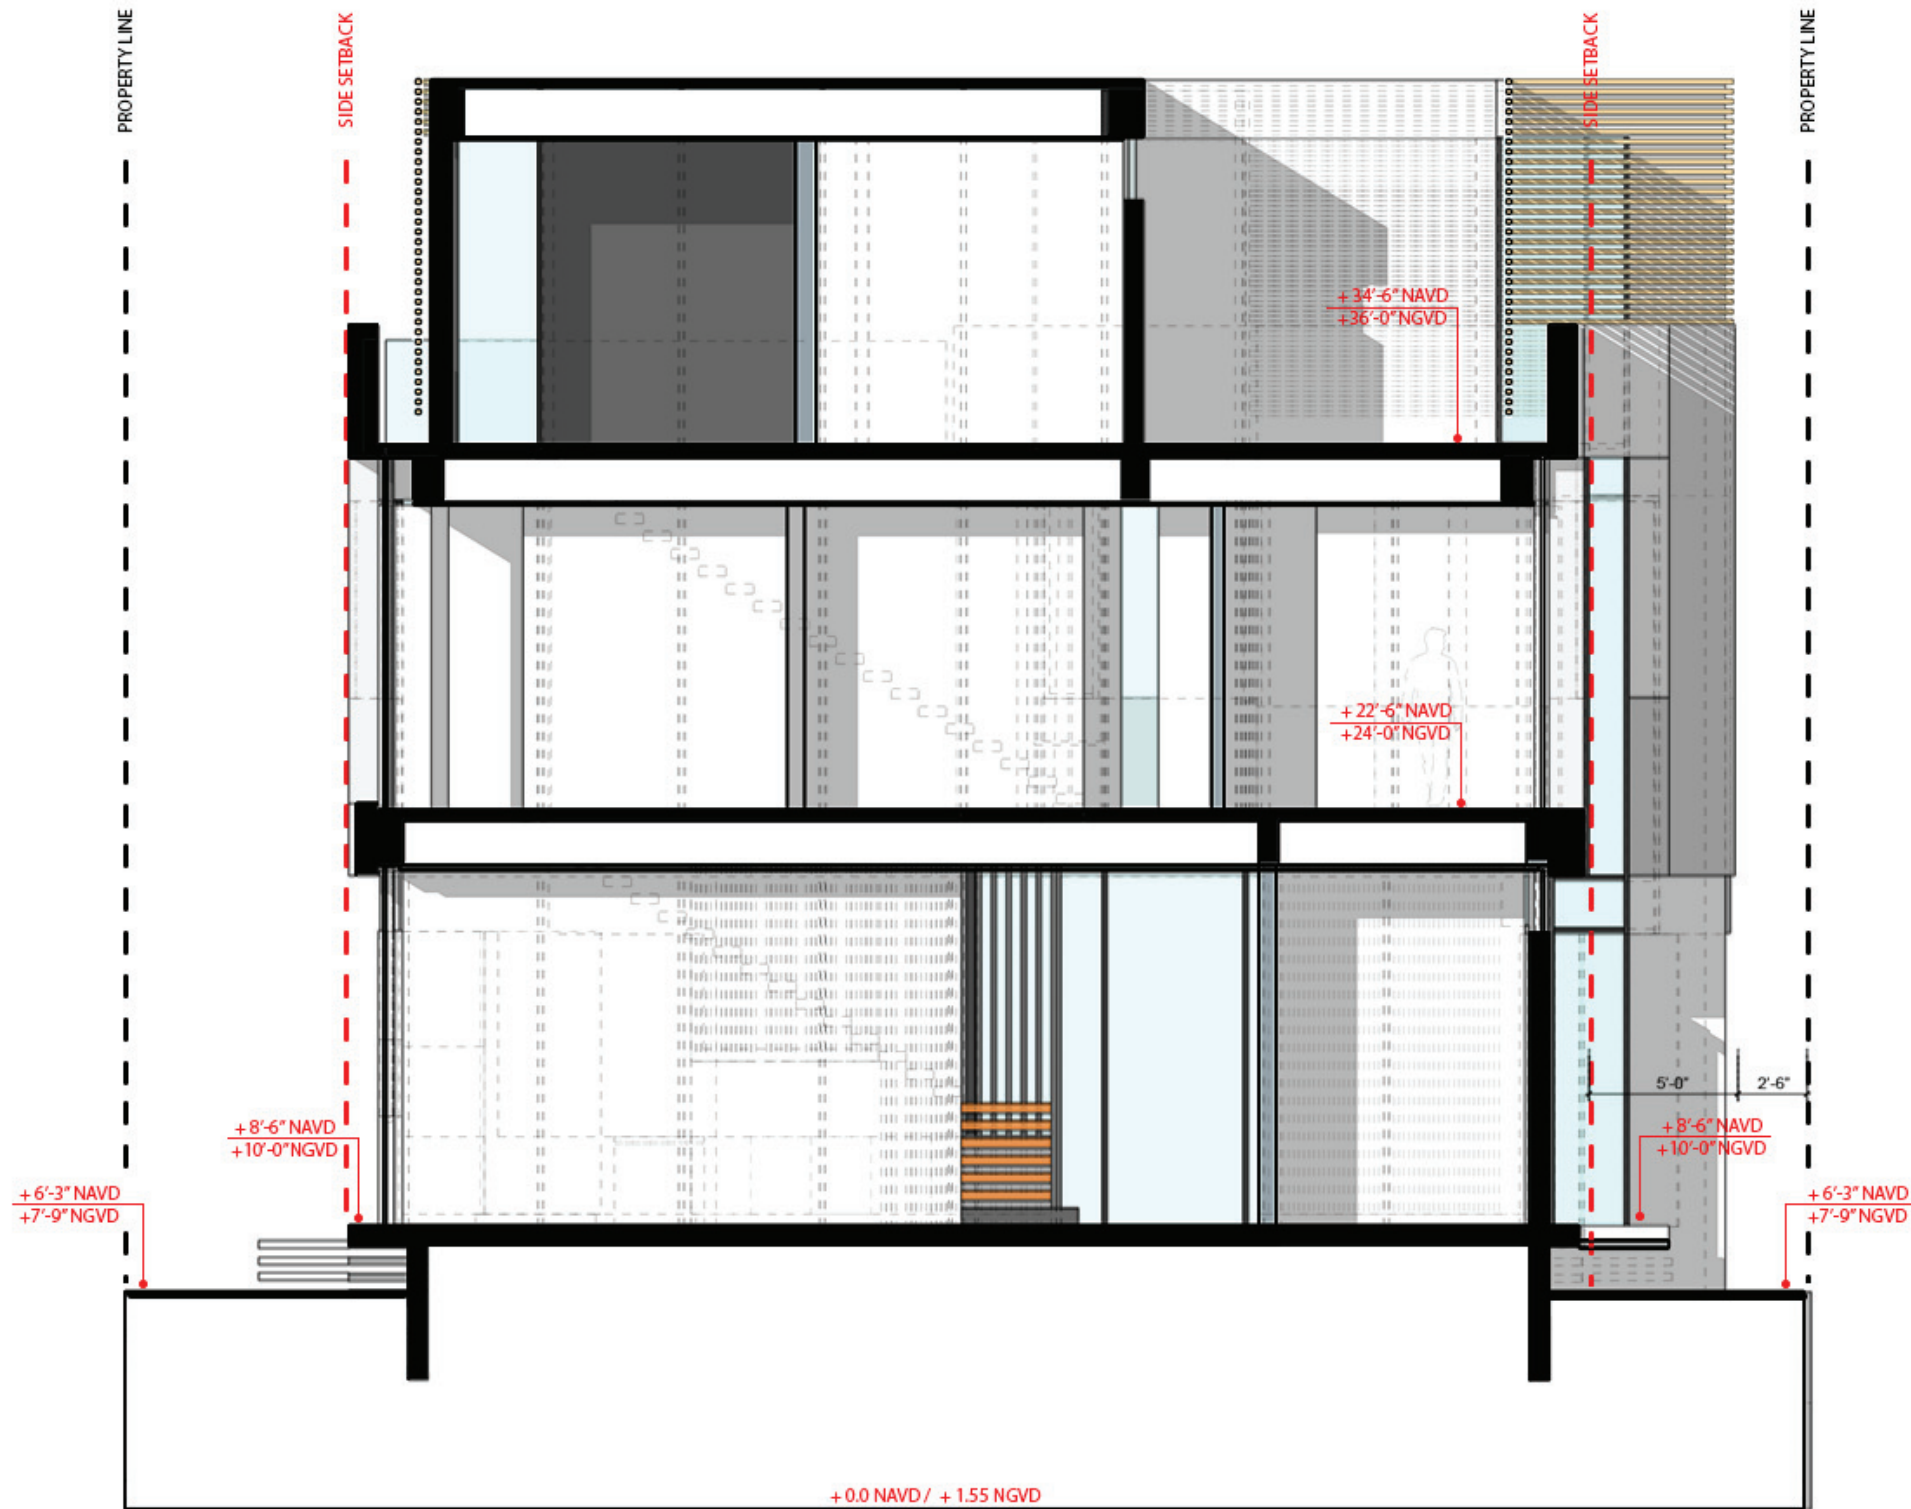 PROPERTY LINE
SIDE SETBACK
SIDE SETBACK
PROPERTY LINE
+ 34'-6" NAVD
+36'-0" NGVD
+ 22'-6" NAVD
+24'-0" NGVD
5'-0"
2'-6"
+ 8'-6" NAVD
+10'-0" NGVD
+ 8'-6" NAVD
+10'-0" NGVD
+ 6'-3" NAVD
+7'-9" NGVD
+ 6'-3" NAVD
+7'-9" NGVD
+ 0.0 NAVD / + 1.55 NGVD